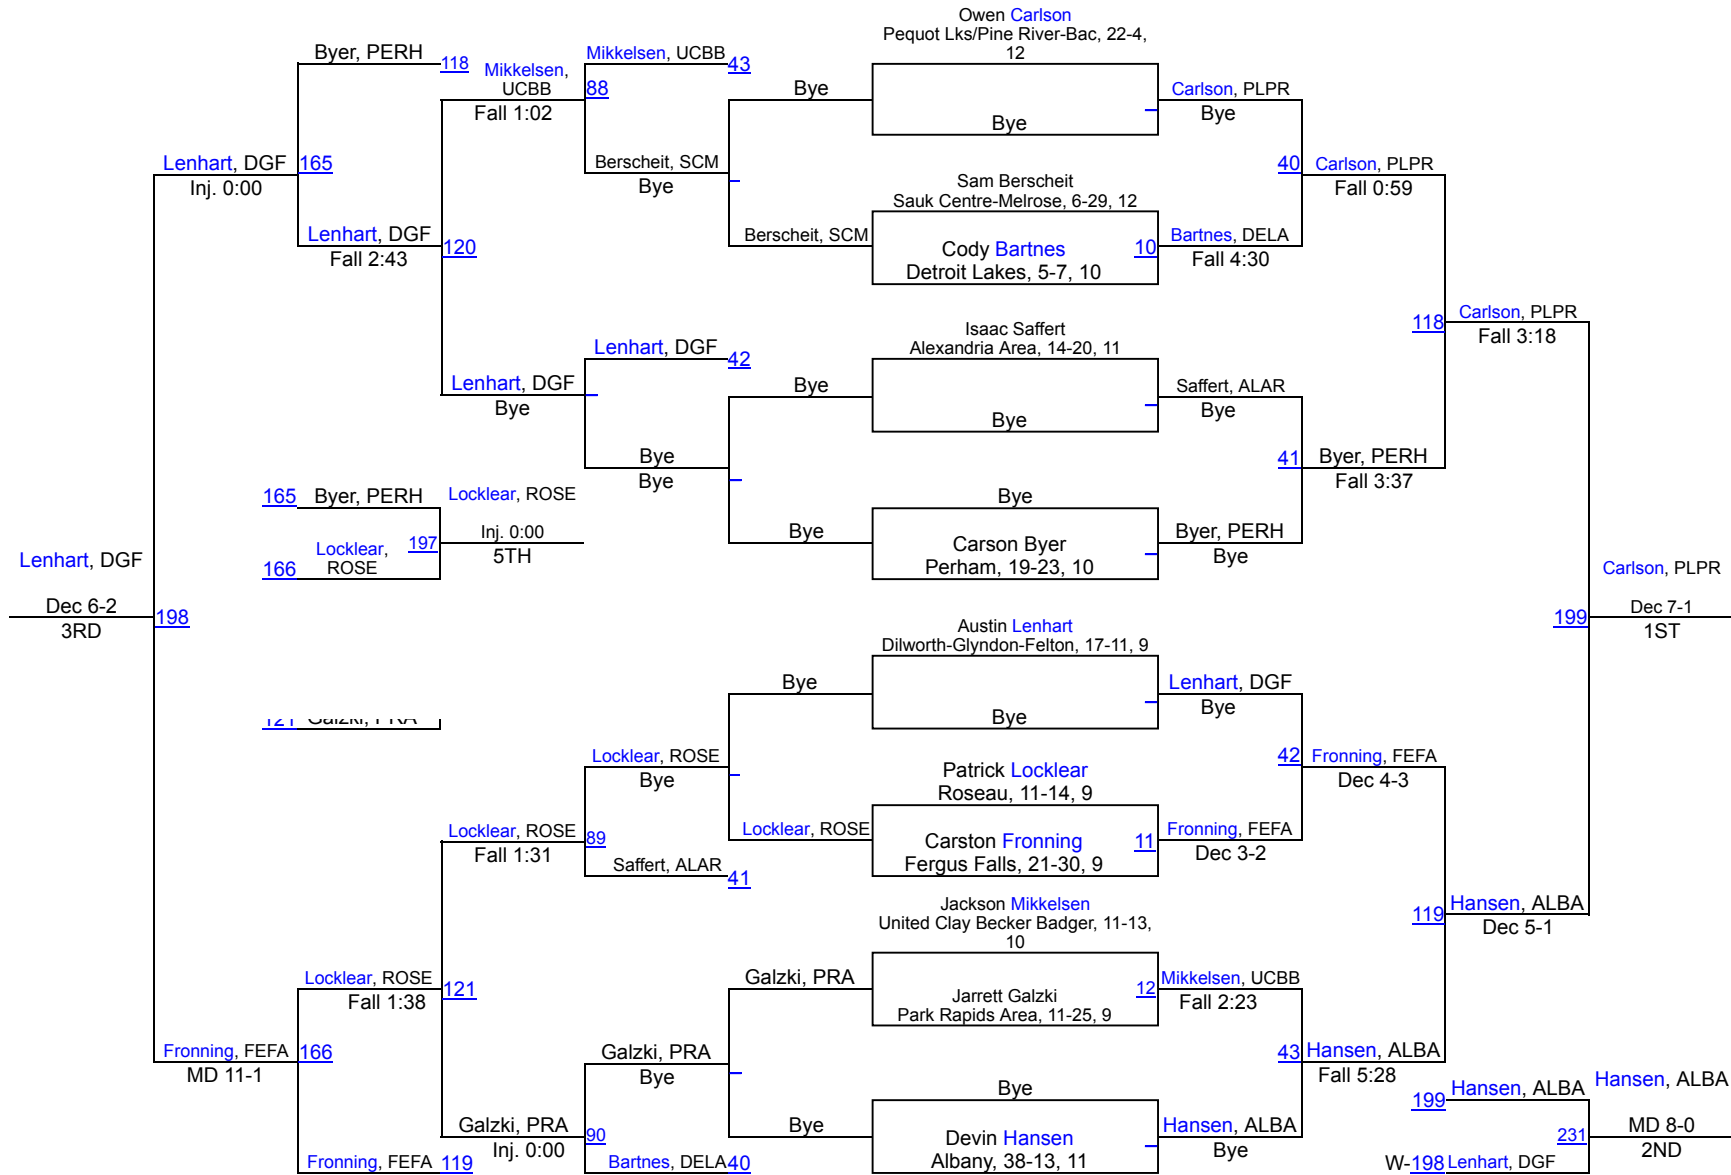 Owen Carlson
Pequot Lks/Pine River-Bac, 22-4,
12
Byer, PERH
118
Mikkelsen, UCBB
43
Mikkelsen,
UCBB
88
Fall 1:02
Bye
Bye
Carlson, PLPR
Bye
Lenhart, DGF
165
Inj. 0:00
Berscheit, SCM
Bye
40
Carlson, PLPR
Fall 0:59
Sam Berscheit
Sauk Centre-Melrose, 6-29, 12
Lenhart, DGF
120
Fall 2:43
Berscheit, SCM
Cody Bartnes
10
Detroit Lakes, 5-7, 10
Bartnes, DELA
Fall 4:30
118
Carlson, PLPR
Fall 3:18
Isaac Saffert
Alexandria Area, 14-20, 11
Lenhart, DGF
42
Lenhart, DGF
Bye
Bye
Bye
Saffert, ALAR
Bye
Bye
Bye
41
Byer, PERH
Fall 3:37
165
Byer, PERH
Locklear, ROSE
Bye
Inj. 0:00
197
5TH
Locklear,
ROSE
166
Bye
Carson Byer
Perham, 19-23, 10
Byer, PERH
Bye
Lenhart, DGF
Dec 6-2
198
3RD
Carlson, PLPR
199
Dec 7-1
1ST
Austin Lenhart
Dilworth-Glyndon-Felton, 17-11, 9
Bye
Bye
Lenhart, DGF
Bye
121 Galzki, PRA
Locklear, ROSE
Bye
42
Fronning, FEFA
Dec 4-3
Patrick Locklear
Roseau, 11-14, 9
Locklear, ROSE
89
Fall 1:31
Locklear, ROSE
Carston Fronning
11
Fergus Falls, 21-30, 9
Fronning, FEFA
Dec 3-2
Saffert, ALAR
41
Jackson Mikkelsen
United Clay Becker Badger, 11-13,
10
119
Hansen, ALBA
Dec 5-1
Locklear, ROSE
121
Fall 1:38
Galzki, PRA
Jarrett Galzki
12
Park Rapids Area, 11-25, 9
Mikkelsen, UCBB
Fall 2:23
Fronning, FEFA
166
MD 11-1
Galzki, PRA
Bye
43
Hansen, ALBA
Fall 5:28
Bye
Galzki, PRA
90
Inj. 0:00
Bye
Devin Hansen
Albany, 38-13, 11
Hansen, ALBA
Bye
Fronning, FEFA
119
Bartnes, DELA
40
199
Hansen, ALBA
Hansen, ALBA
231
MD 8-0
2ND
W-198
Lenhart, DGF